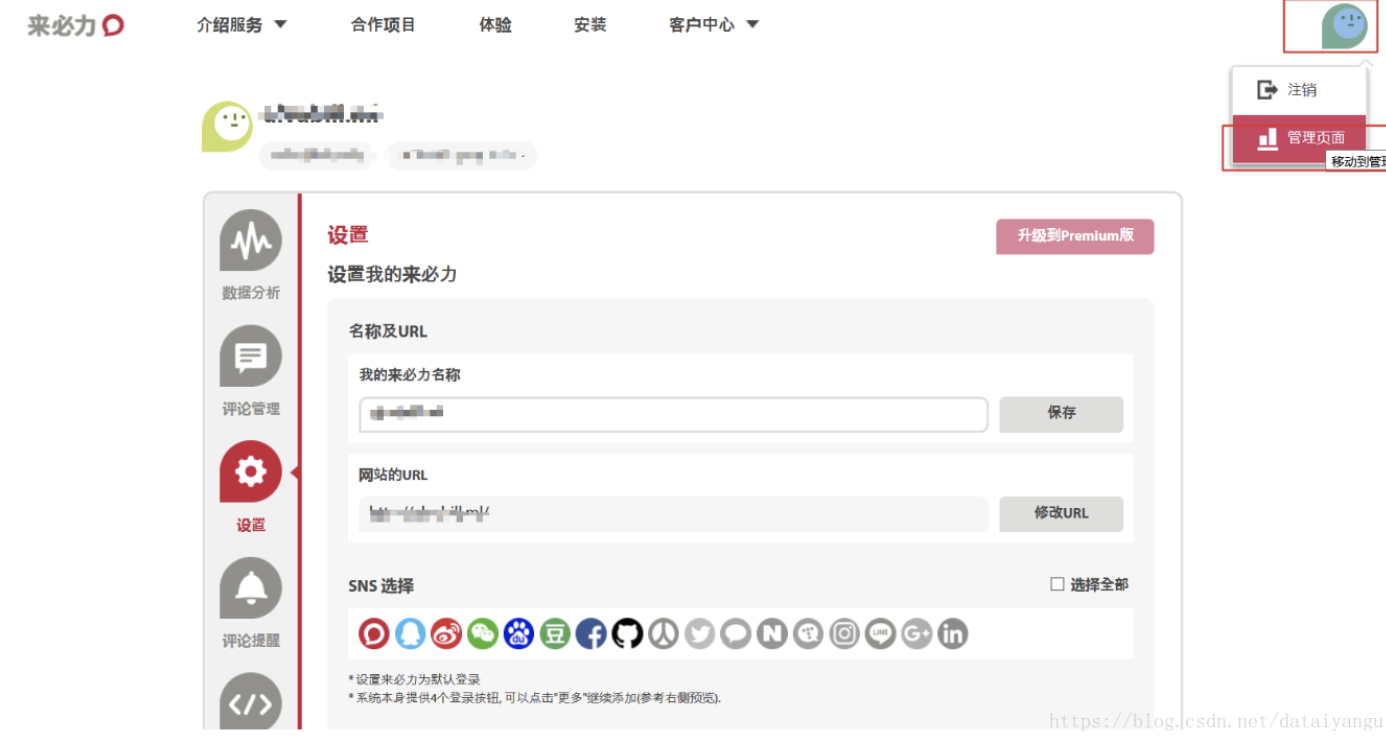 来必力
介绍服务 ▼ 合作项目 体验 安装 客户中心 ▼
注销
管理页面
移动到管理
设置
升级到Premium版
设置我的来必力
数据分析
名称及URL
我的来必力名称
保存
评论管理
网站的URL
修改URL
设置
SNS 选择
选择全部
评论提醒
* 设置来必力为默认登录
* 系统本身提供4个登录按钮, 可以点击"更多"继续添加(参考右侧预览).
https://blog.csdn.net/dataiyangu